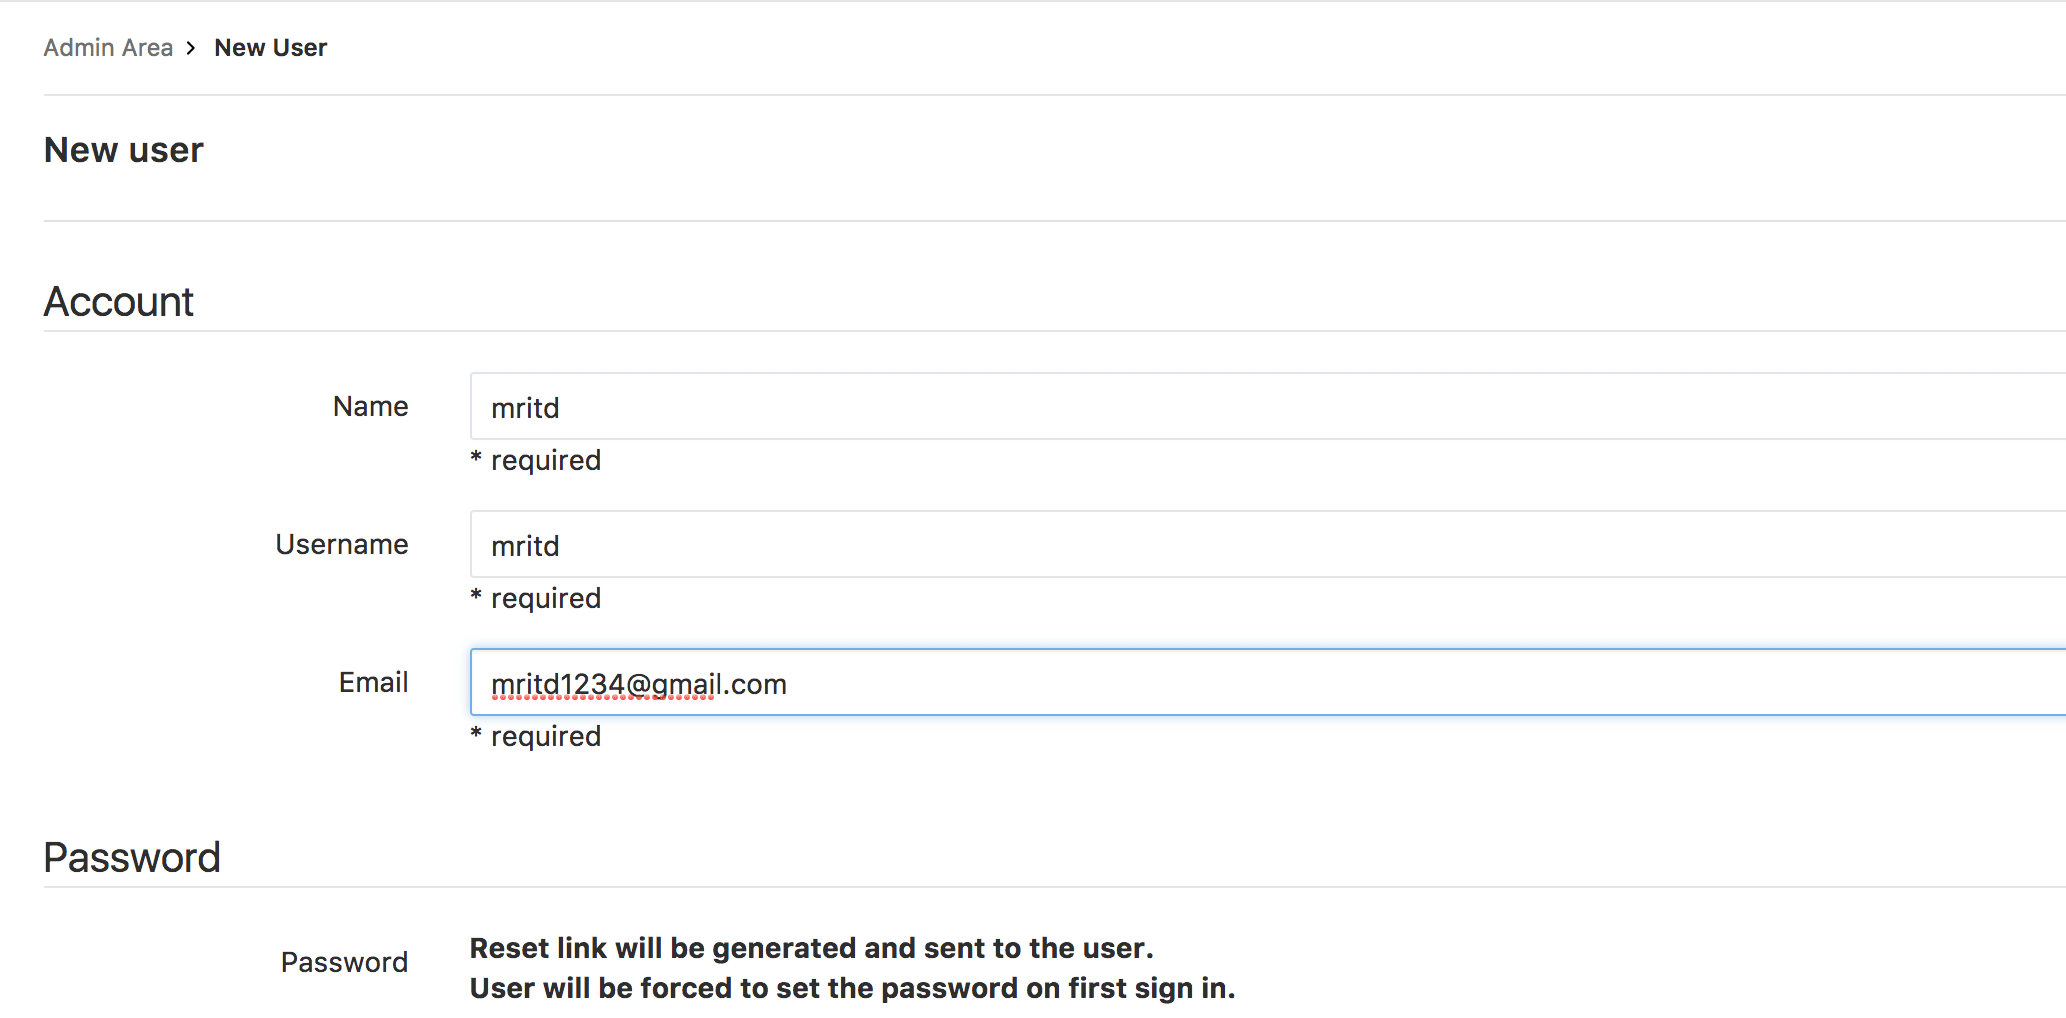 Admin Area > New User
New user
Account
Name
mritd
* required
Username
mritd
* required
Email
mritd1234@gmail.com
* required
Password
Password
Reset link will be generated and sent to the user.
User will be forced to set the password on first sign in.